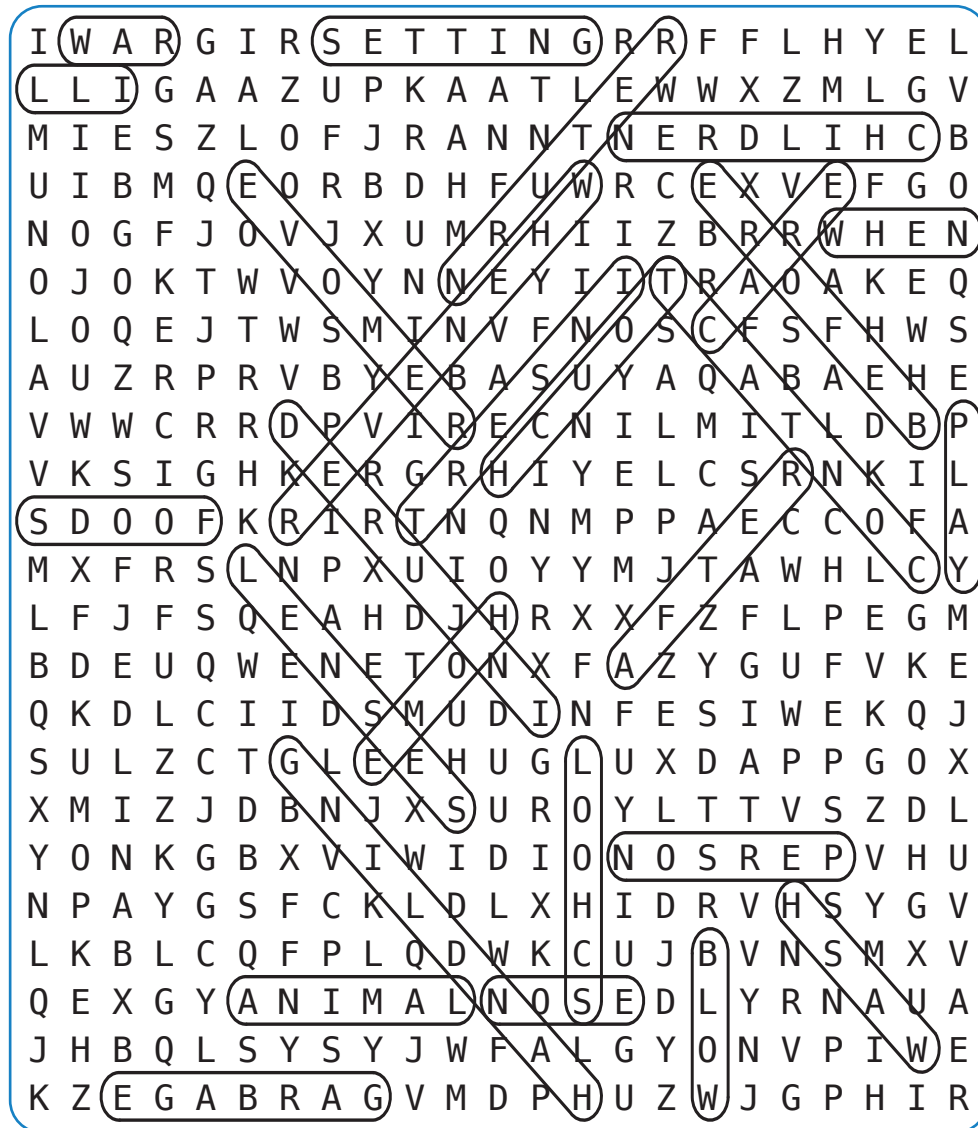 I W A R G I R S E T T I N G R R F F L H Y E L
L L I G A A Z U P K A A T L E W W X Z M L G V
M I E S Z L O F J R A N N T N E R D L I H C B
U I B M Q E O R B D H F U W R C E X V E F G O
N O G F J O V J X U M R H I I Z B R R W H E N
O J O K T W V O Y N N E Y I I T R A O A K E Q
L O Q E J T W S M I N V F N O S C F S F H W S
A U Z R P R V B Y E B A S U Y A Q A B A E H E
V W W C R R D P V I R E C N I L M I T L D B P
V K S I G H K E R G R H I Y E L C S R N K I L
S D O O F K R I R T N Q N M P P A E C C O F A
M X F R S L N P X U I O Y Y M J T A W H L C Y
L F J F S Q E A H D J H R X X F Z F L P E G M
B D E U Q W E N E T O N X F A Z Y G U F V K E
Q K D L C I I D S M U D I N F E S I W E K Q J
S U L Z C T G L E E H U G L U X D A P P G O X
X M I Z J D B N J X S U R O Y L T T V S Z D L
Y O N K G B X V I W I D I O N O S R E P V H U
N P A Y G S F C K L D L X H I D R V H S Y G V
L K B L C Q F P L Q D W K C U J B V N S M X V
Q E X G Y A N I M A L N O S E D L Y R N A U A
J H B Q L S Y S Y J W F A L G Y O N V P I W E
K Z E G A B R A G V M D P H U Z W J G P H I R